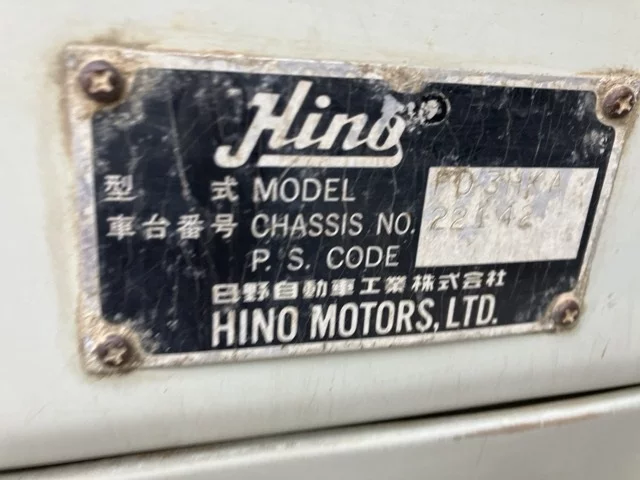 Hino
型 式 MODEL FD3HKA
車台番号 CHASSIS NO.
P. S. CODE
日野自動車工業株式会社
HINO MOTORS, LTD.